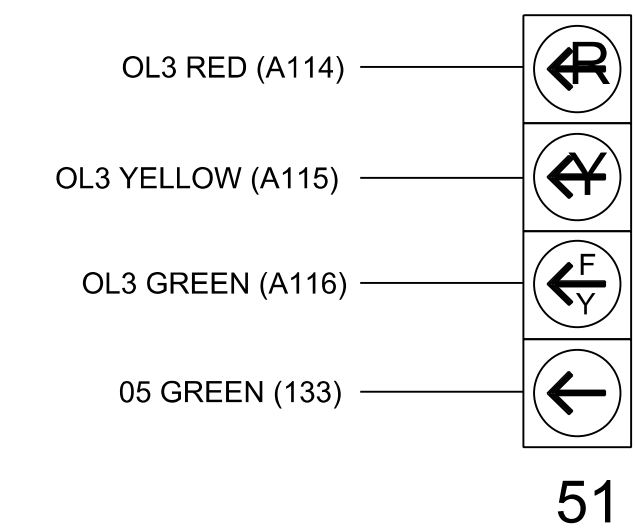 OL3 RED (A114)
R
OL3 YELLOW (A115)
Y
OL3 GREEN (A116)
F
Y
05 GREEN (133)
51